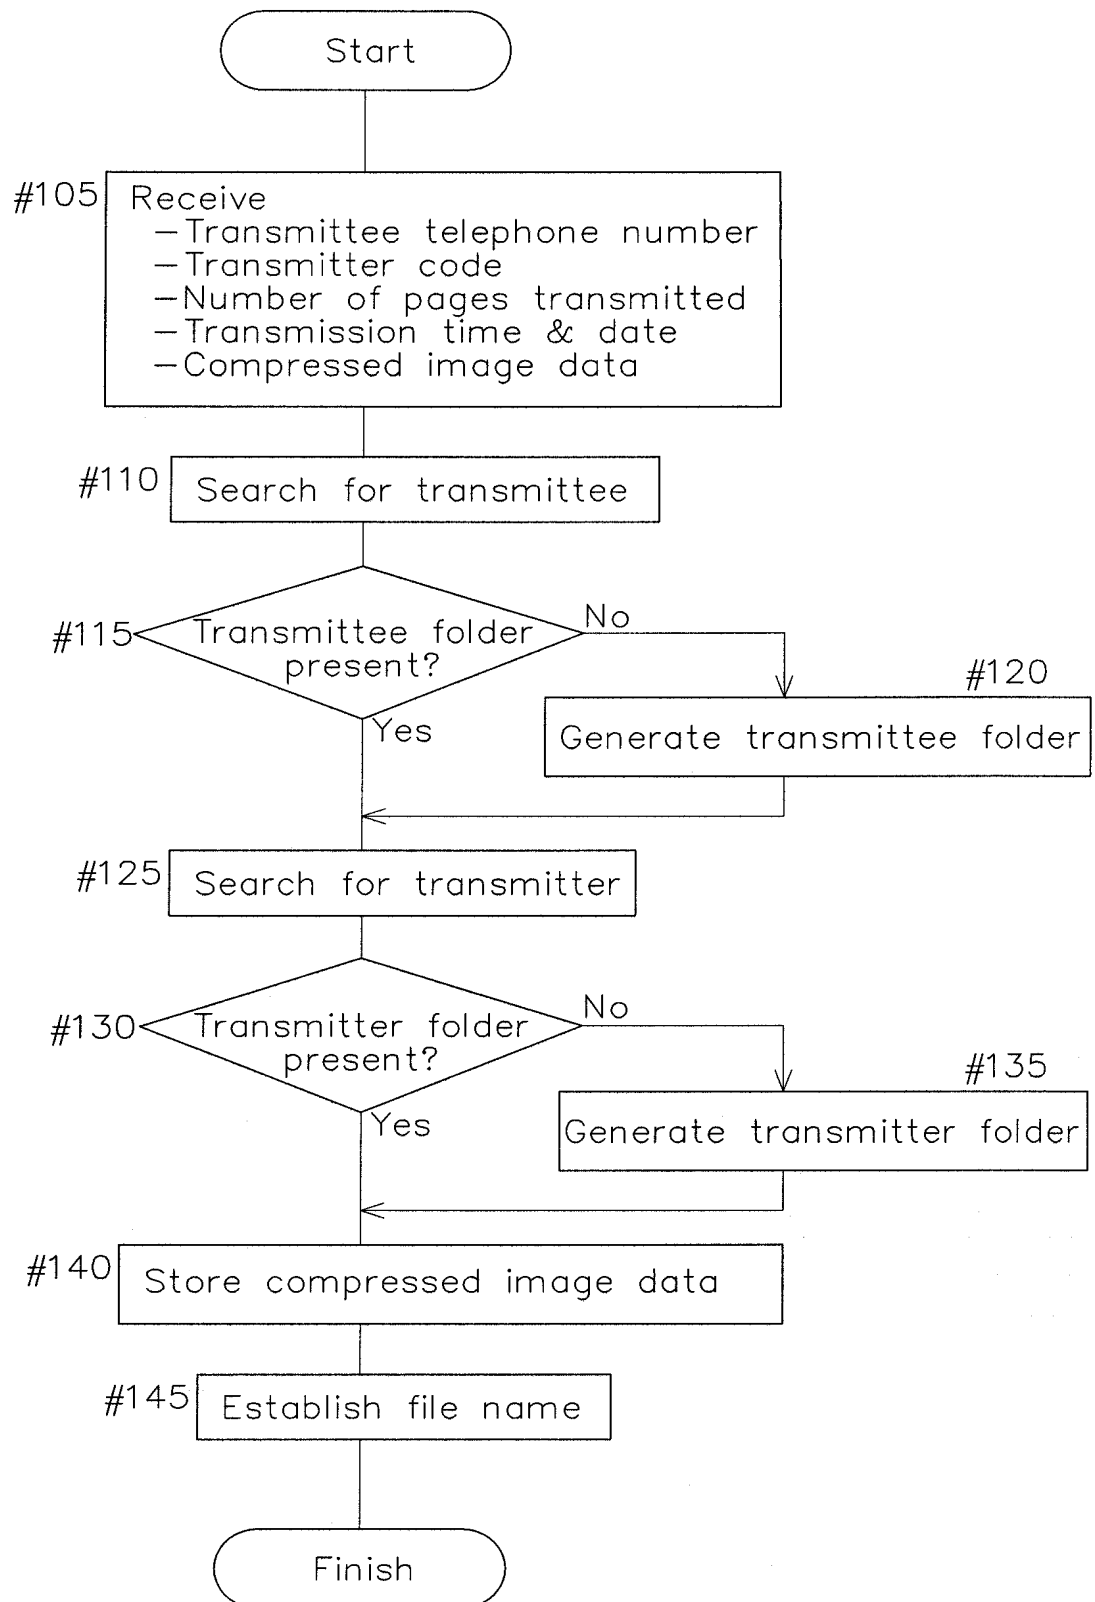 Start
#105
Receive
-Transmittee telephone number
-Transmitter code
-Number of pages transmitted
-Transmission time & date
-Compressed image data
#110
Search for transmittee
#115
Transmittee folder
present?
No
Yes
#120
Generate transmittee folder
#125
Search for transmitter
#130
Transmitter folder
present?
No
Yes
#135
Generate transmitter folder
#140
Store compressed image data
#145
Establish file name
Finish